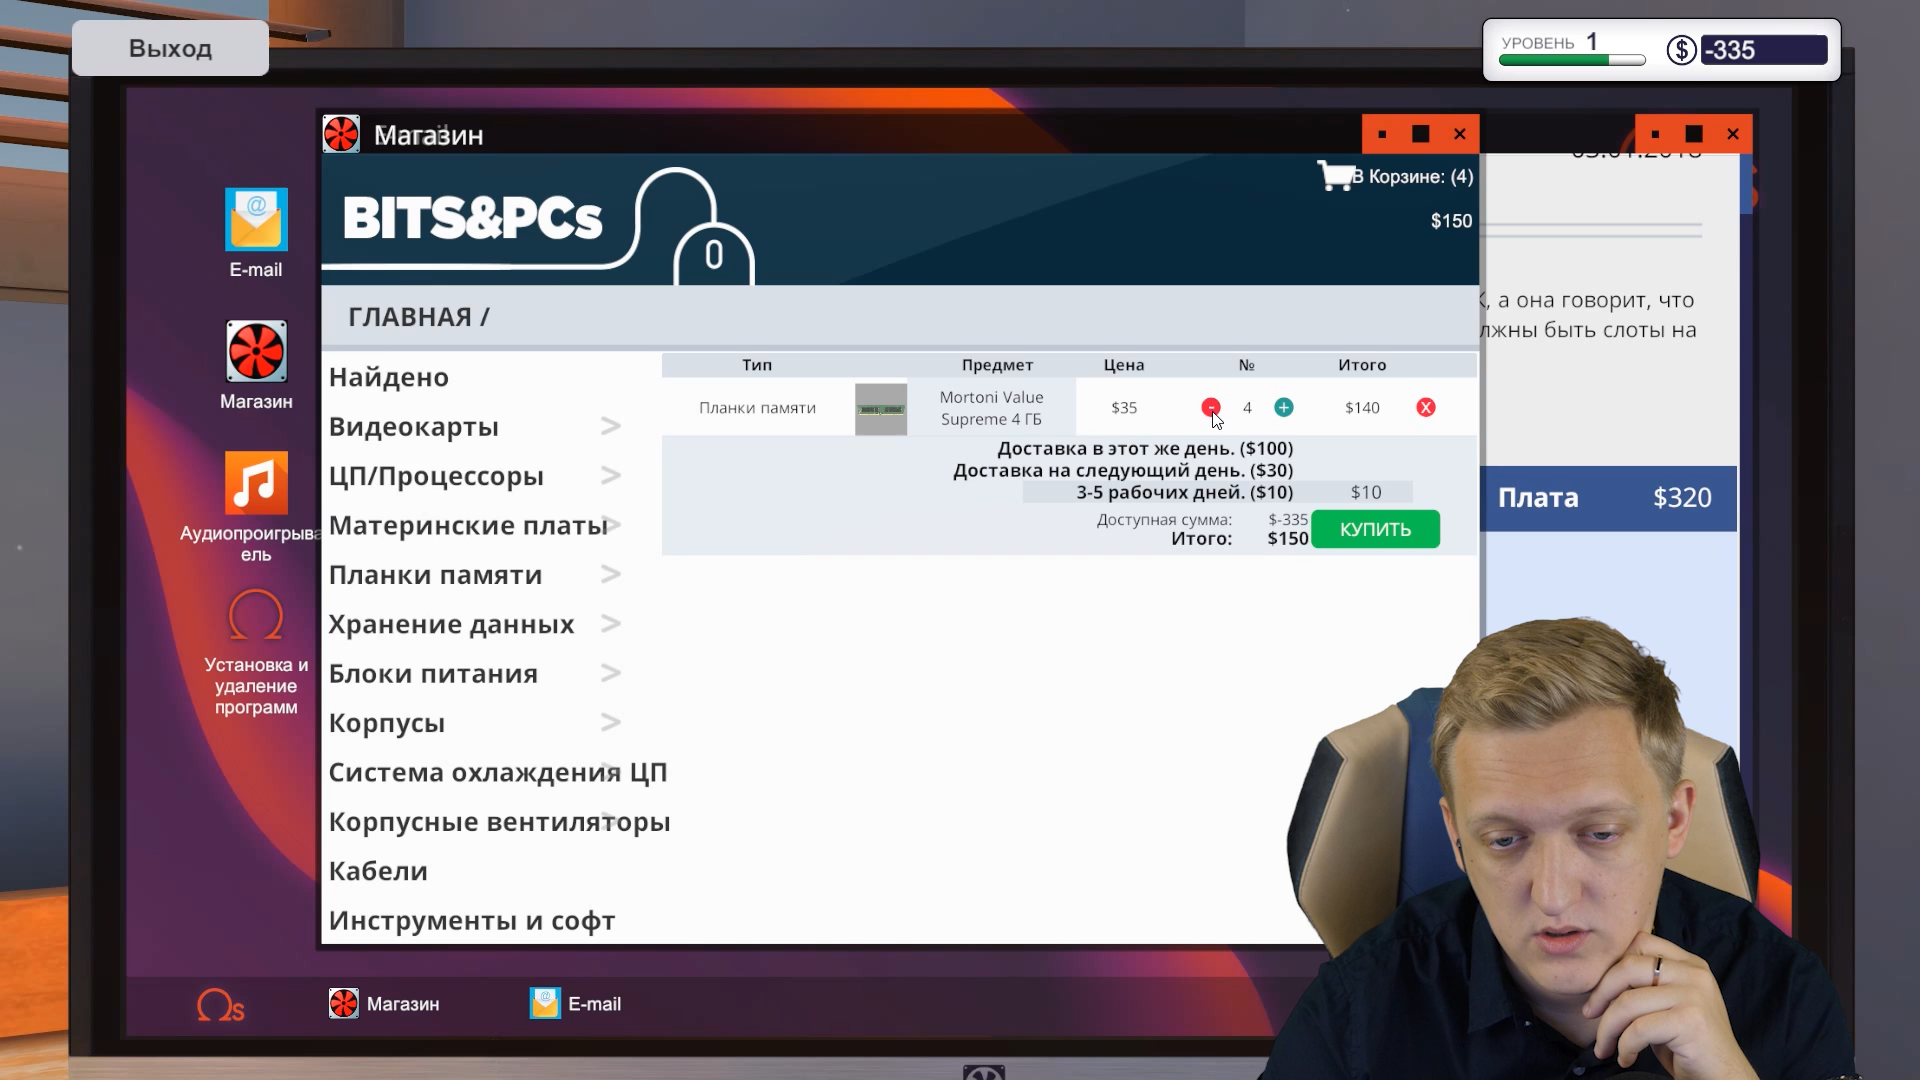 Выход
УРОВЕНЬ 1
$ -335
Магазин
В Корзине: (4)
$150
BITS&PCs
ГЛАВНАЯ /
Найдено
Видеокарты >
ЦП/Процессоры >
Материнские платы >
Планки памяти >
Хранение данных >
Блоки питания >
Корпусы >
Система охлаждения ЦП
Корпусные вентиляторы
Кабели
Инструменты и софт
Тип Предмет Цена № Итого
Планки памяти Mortoni Value Supreme 4 ГБ $35 - 4 + $140 X
Доставка в этот же день. ($100)
Доставка на следующий день. ($30)
3-5 рабочих дней. ($10) $10
Доступная сумма: $-335
Итого: $150
КУПИТЬ
, а она говорит, что
быть слоты на
Плата $320
E-mail
Магазин
Аудиопроигрыва
ель
Установка и
удаление
программ
Ωs
Магазин
E-mail